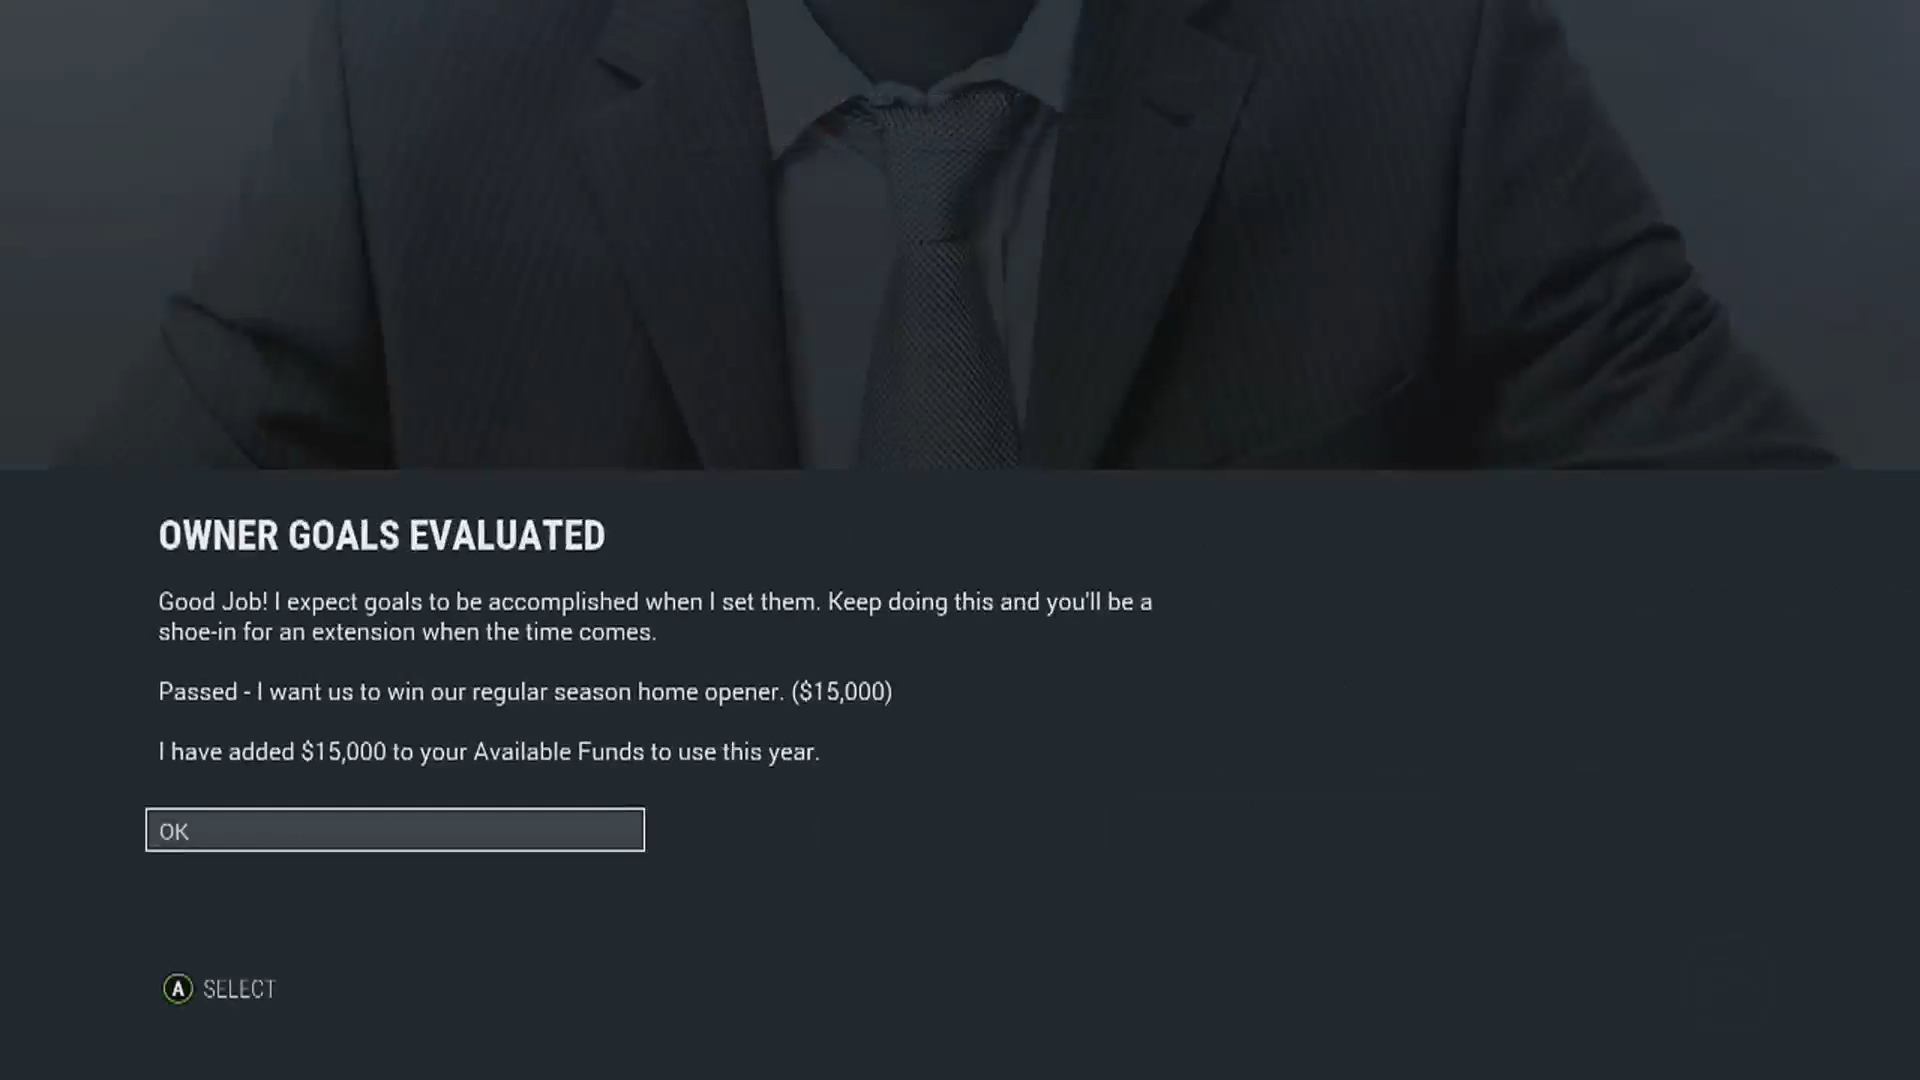 OWNER GOALS EVALUATED
Good Job! I expect goals to be accomplished when I set them. Keep doing this and you'll be a
shoe-in for an extension when the time comes.
Passed - I want us to win our regular season home opener. ($15,000)
I have added $15,000 to your Available Funds to use this year.
OK
A SELECT